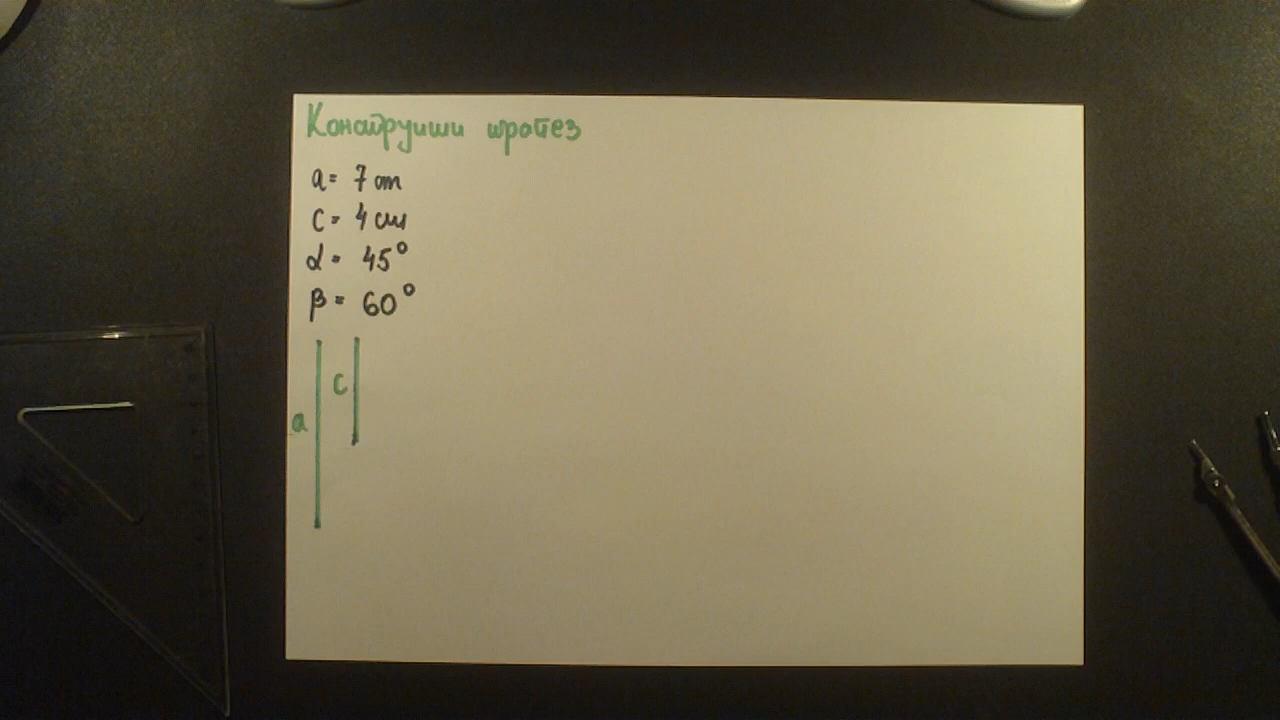 Конструиши трапез
a = 7 cm
c = 4 cm
α = 45°
β = 60°
c
a